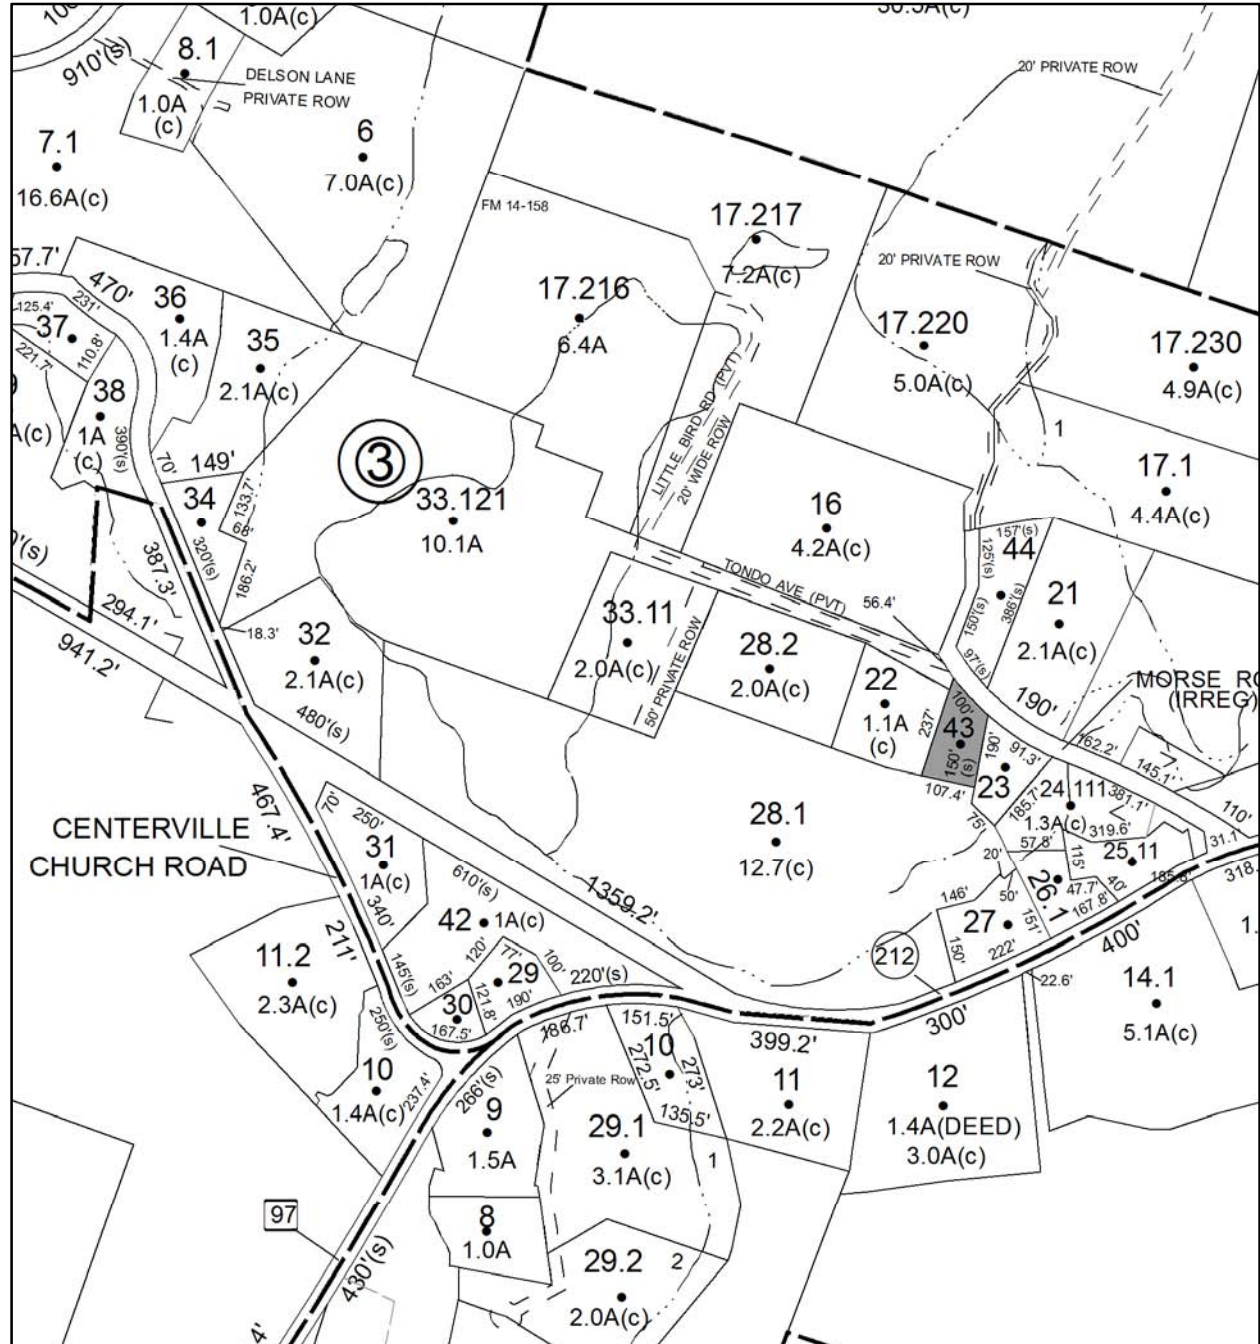 1.0A(c)
30.5A(c)
100
910'(s)
8.1
DELSON LANE
PRIVATE ROW
1.0A
(c)
20' PRIVATE ROW
6
7.0A(c)
7.1
16.6A(c)
FM 14-158
17.217
7.2A(c)
20' PRIVATE ROW
57.7'
470'
125.4'
231'
36
1.4A
(c)
37
110.8'
221.7'
35
2.1A(c)
17.216
6.4A
17.220
5.0A(c)
17.230
4.9A(c)
LITTLE BIRD RD (PVT)
20' WIDE ROW
9
A(c)
38
1A
(c)
390'(s)
70'
149'
3
1
17.1
4.4A(c)
34
133.7'
68'
320'(s)
186.2'
33.121
10.1A
16
4.2A(c)
157'(s)
44
125'(s)
386'(s)
150'(s)
97'(s)
0'(s)
387.3'
294.1'
941.2'
18.3'
TONDO AVE (PVT)
56.4'
21
2.1A(c)
32
2.1A(c)
480'(s)
33.11
2.0A(c)
50' PRIVATE ROW
28.2
2.0A(c)
22
1.1A
(c)
237'
100'
43
150'
(s)
107.4'
190'
MORSE RO
(IRREG)
162.2'
145.1'
7
91.3'
23
185.7'
75'
24.111
1.3A(c)
381.1'
319.6'
110'
31.1'
467.4'
CENTERVILLE
CHURCH ROAD
70'
250'
31
1A(c)
340'
211'
610'(s)
1359.2'
28.1
12.7(c)
57.8'
20'
115'
25.11
185.8'
318.
26.1
47.7'
40'
167.8'
146'
50'
151'
27
150'
222'
400'
42
1A(c)
120'
77'
100'
29
190'
163'
121.8'
30
167.5'
145'(s)
220'(s)
212
22.6'
300'
14.1
5.1A(c)
1.
11.2
2.3A(c)
250'(s)
10
1.4A(c)
237.4'
266'(s)
186.7'
25' Private Row
151.5'
10
272.5'
273'
135.5'
399.2'
11
2.2A(c)
12
1.4A(DEED)
3.0A(c)
9
1.5A
29.1
3.1A(c)
1
97
430'(s)
8
1.0A
29.2
2.0A(c)
2
4'